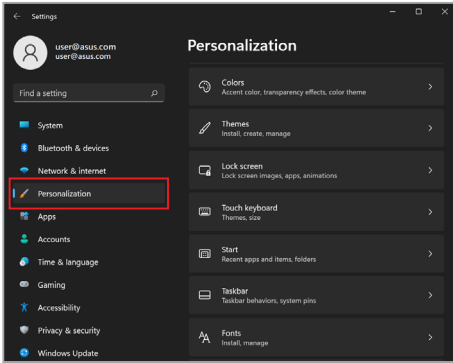 Settings
user@asus.com
user@asus.com
Find a setting
System
Bluetooth & devices
Network & internet
Personalization
Apps
Accounts
Time & language
Gaming
Accessibility
Privacy & security
Windows Update
Personalization
Colors
Accent color, transparency effects, color theme
Themes
Install, create, manage
Lock screen
Lock screen images, apps, animations
Touch keyboard
Themes, size
Start
Recent apps and items, folders
Taskbar
Taskbar behaviors, system pins
Fonts
Install, manage